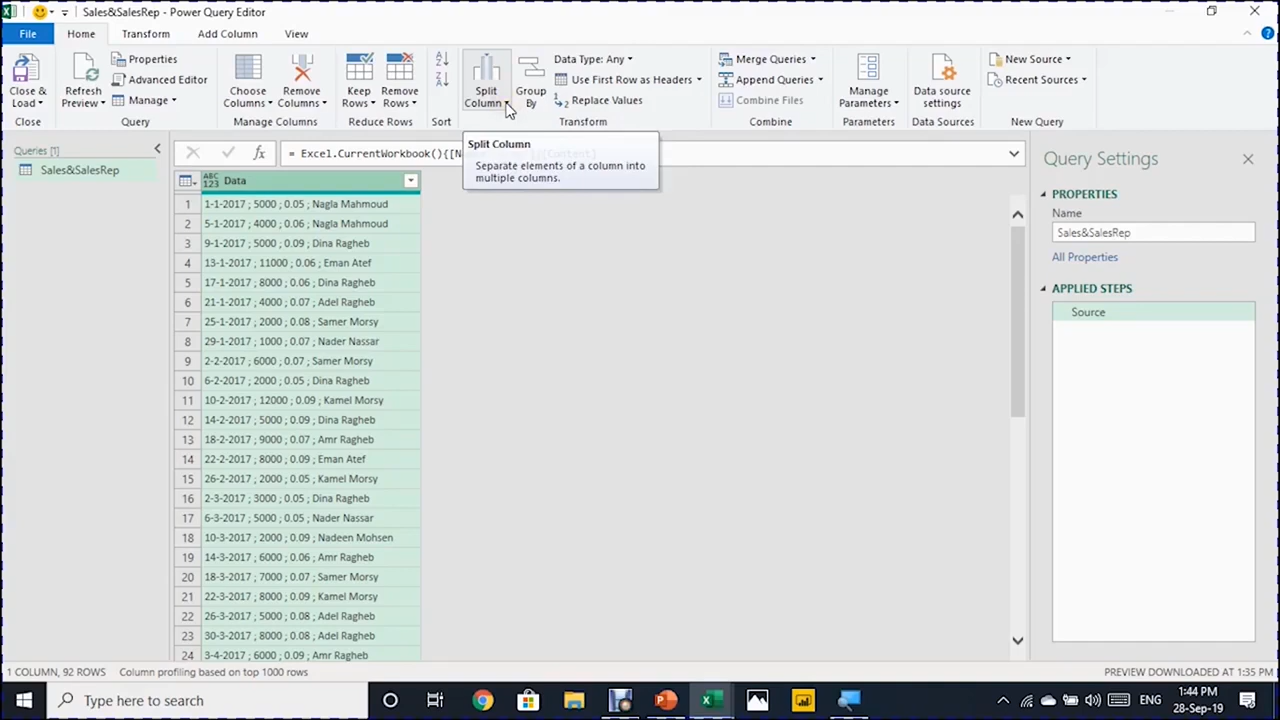 Sales&SalesRep - Power Query Editor
File
Home
Transform
Add Column
View
Close &
Load
Close
Refresh
Preview
Properties
Advanced Editor
Manage
Query
Choose
Columns
Remove
Columns
Manage Columns
Keep
Rows
Remove
Rows
Reduce Rows
Sort
Split
Column
Group
By
Data Type: Any
Use First Row as Headers
Replace Values
Transform
Merge Queries
Append Queries
Combine Files
Combine
Manage
Parameters
Parameters
Data source
settings
Data Sources
New Source
Recent Sources
New Query
Split Column
Separate elements of a column into
multiple columns.
Queries [1]
Sales&SalesRep
= Excel.CurrentWorkbook(){[N
ABC
123
Data
1 1-1-2017 ; 5000 ; 0.05 ; Nagla Mahmoud
2 5-1-2017 ; 4000 ; 0.06 ; Nagla Mahmoud
3 9-1-2017 ; 5000 ; 0.09 ; Dina Ragheb
4 13-1-2017 ; 11000 ; 0.06 ; Eman Atef
5 17-1-2017 ; 8000 ; 0.06 ; Dina Ragheb
6 21-1-2017 ; 4000 ; 0.07 ; Adel Ragheb
7 25-1-2017 ; 2000 ; 0.08 ; Samer Morsy
8 29-1-2017 ; 1000 ; 0.07 ; Nader Nassar
9 2-2-2017 ; 6000 ; 0.07 ; Samer Morsy
10 6-2-2017 ; 2000 ; 0.05 ; Dina Ragheb
11 10-2-2017 ; 12000 ; 0.09 ; Kamel Morsy
12 14-2-2017 ; 5000 ; 0.09 ; Dina Ragheb
13 18-2-2017 ; 9000 ; 0.07 ; Amr Ragheb
14 22-2-2017 ; 8000 ; 0.09 ; Eman Atef
15 26-2-2017 ; 2000 ; 0.05 ; Kamel Morsy
16 2-3-2017 ; 3000 ; 0.05 ; Dina Ragheb
17 6-3-2017 ; 5000 ; 0.05 ; Nader Nassar
18 10-3-2017 ; 2000 ; 0.09 ; Nadeen Mohsen
19 14-3-2017 ; 6000 ; 0.06 ; Amr Ragheb
20 18-3-2017 ; 7000 ; 0.07 ; Samer Morsy
21 22-3-2017 ; 8000 ; 0.09 ; Kamel Morsy
22 26-3-2017 ; 5000 ; 0.08 ; Adel Ragheb
23 30-3-2017 ; 8000 ; 0.08 ; Adel Ragheb
24 3-4-2017 ; 6000 ; 0.09 ; Amr Ragheb
Query Settings
PROPERTIES
Name
Sales&SalesRep
All Properties
APPLIED STEPS
Source
1 COLUMN, 92 ROWS
Column profiling based on top 1000 rows
PREVIEW DOWNLOADED AT 1:35 PM
Type here to search
ENG
1:44 PM
28-Sep-19